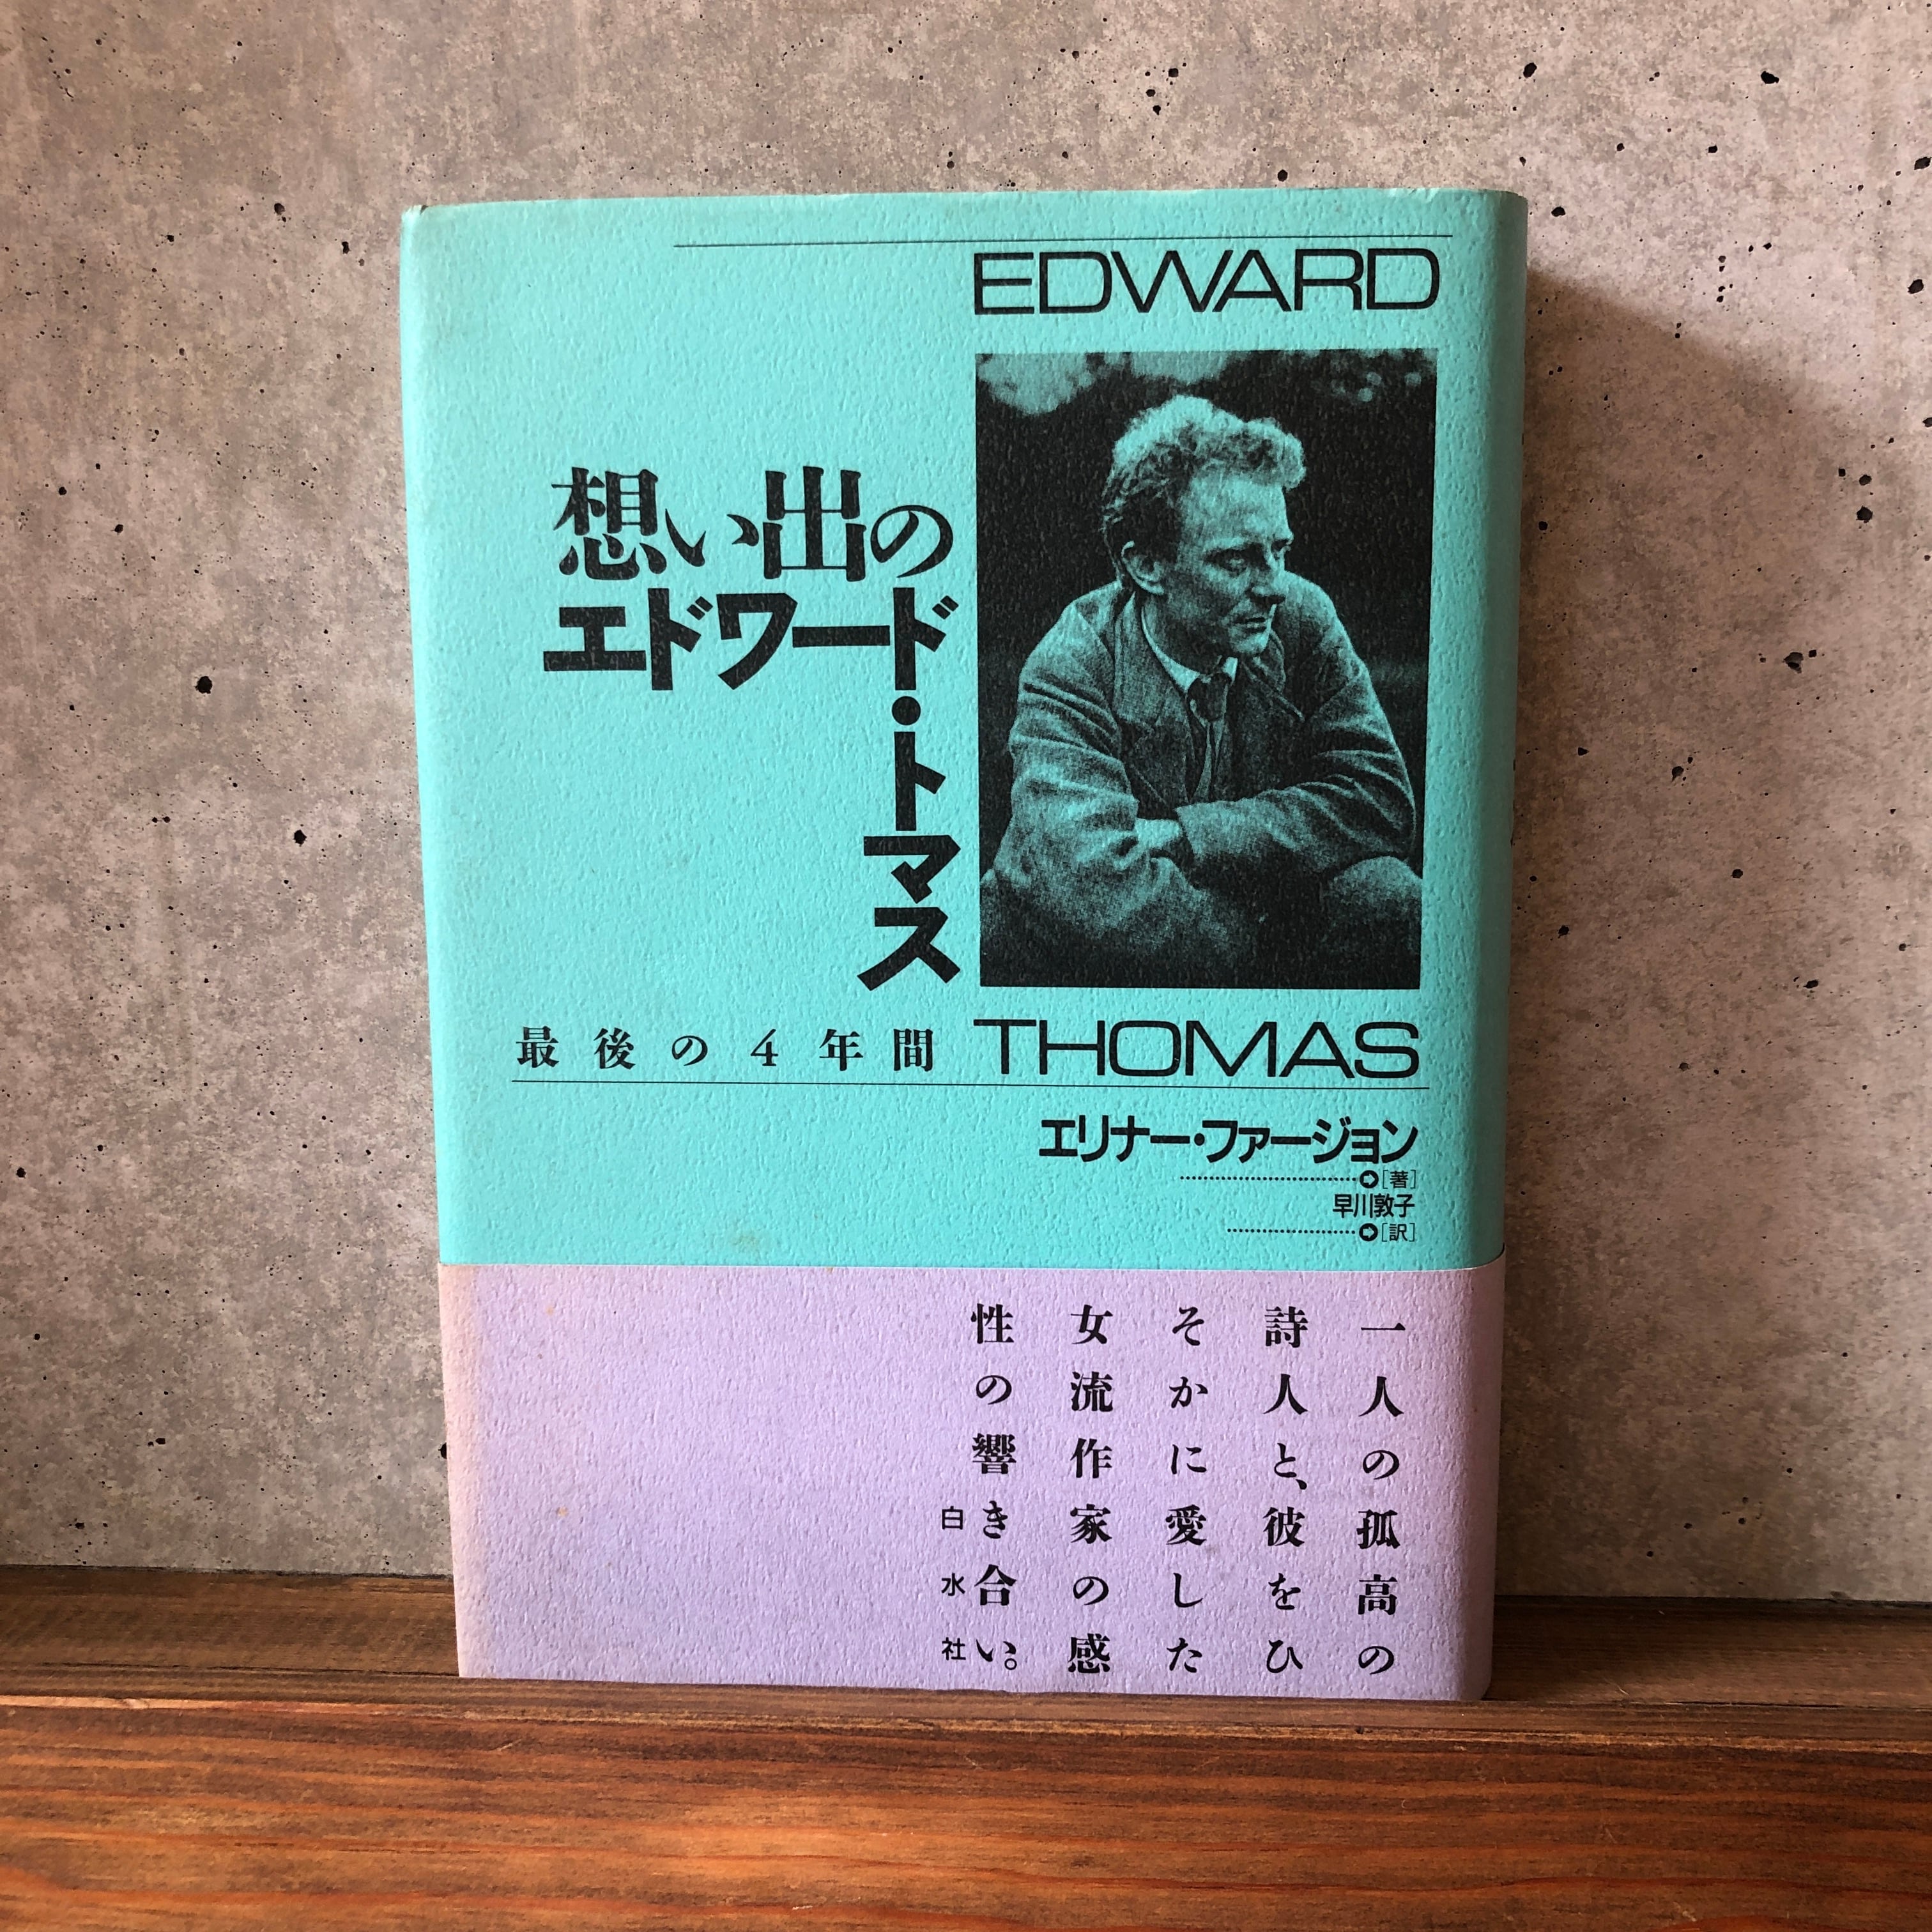 EDWARD
想い出の
エドワード・トマス
最後の4年間
THOMAS
エリナー・ファージョン
[著]
早川敦子
[訳]
一人の孤高の
詩人と、彼をひ
そかに愛した
女流作家の感
性の響き合い。
白水社